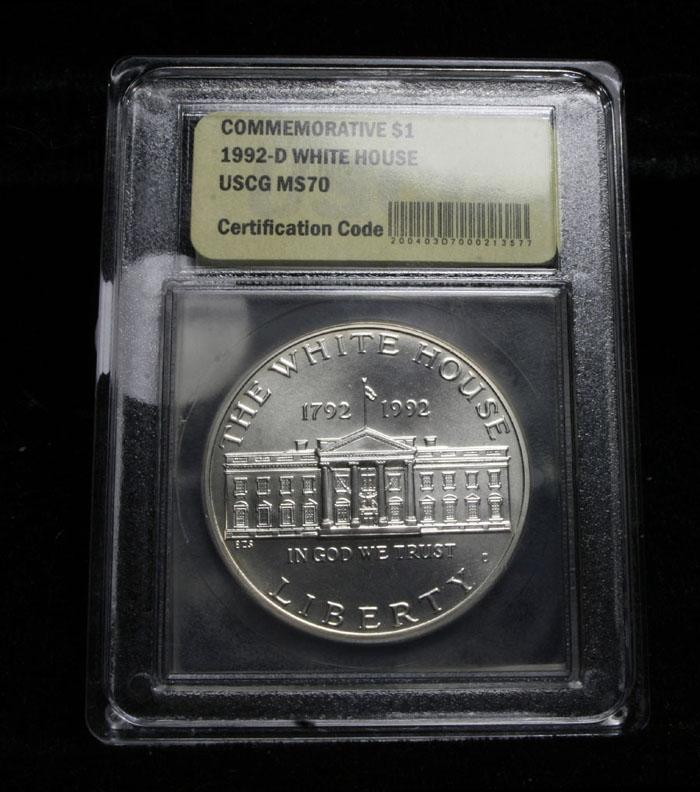 COMMEMORATIVE $1
1992-D WHITE HOUSE
USCG MS70
Certification Code
200403D7000213577
THE WHITE HOUSE
1792 1992
IN GOD WE TRUST
LIBERTY